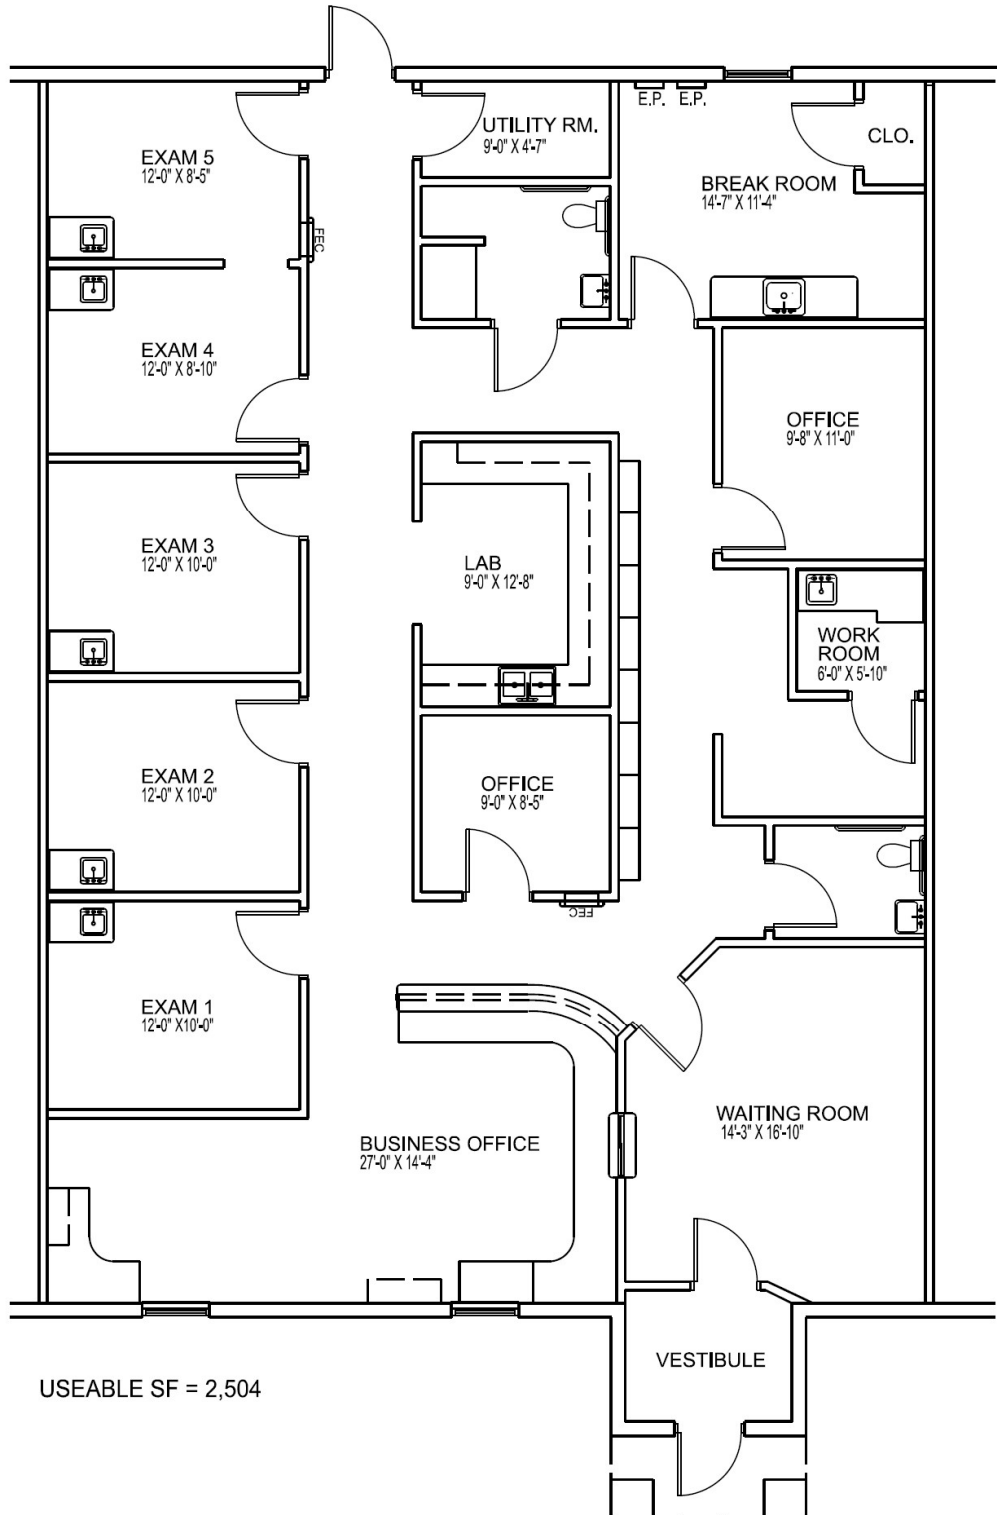 E.P. E.P.
UTILITY RM.
9'-0" X 4'-7"
CLO.
EXAM 5
12'-0" X 8'-5"
BREAK ROOM
14'-7" X 11'-4"
FEC
EXAM 4
12'-0" X 8'-10"
OFFICE
9'-8" X 11'-0"
EXAM 3
12'-0" X 10'-0"
LAB
9'-0" X 12'-8"
WORK
ROOM
6'-0" X 5'-10"
EXAM 2
12'-0" X 10'-0"
OFFICE
9'-0" X 8'-5"
FEC
EXAM 1
12'-0" X10'-0"
WAITING ROOM
14'-3" X 16'-10"
BUSINESS OFFICE
27'-0" X 14'-4"
VESTIBULE
USEABLE SF = 2,504